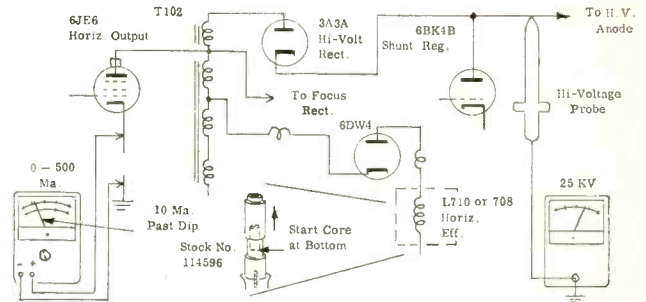 6JE6
Horiz. Output
T102
3A3A
Hi-Volt
Rect.
6BK4B
Shunt Reg.
To H.V.
Anode
To Focus
Rect.
Hi-Voltage
Probe
6DW4
0 – 500
Ma.
10 Ma.
Past Dip
Stock No.
114596
Start Core
at Bottom
L710 or 708
Horiz.
Eff.
25 KV
- +